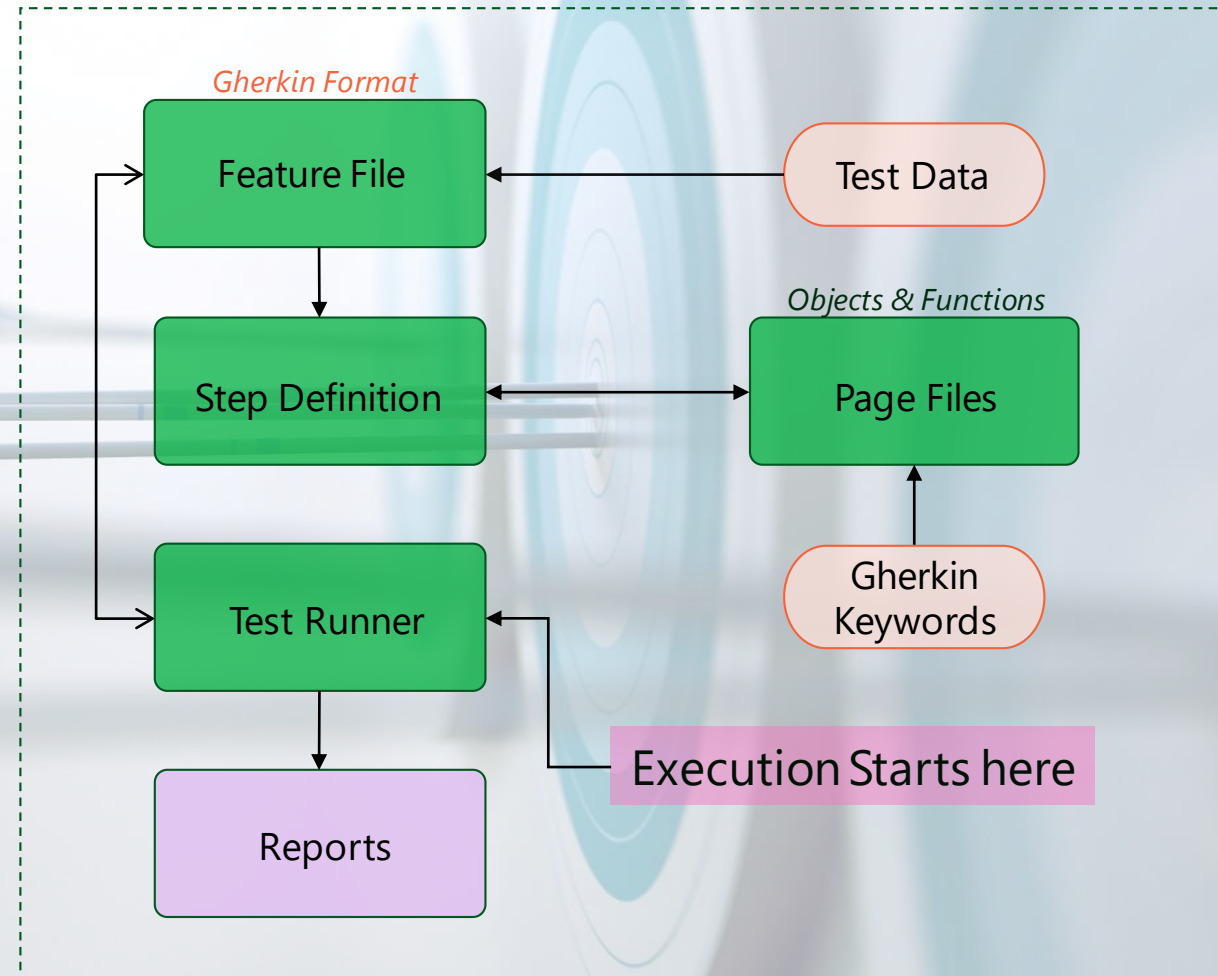 Gherkin Format
Feature File
Test Data
Objects & Functions
Step Definition
Page Files
Gherkin
Keywords
Test Runner
Execution Starts here
Reports